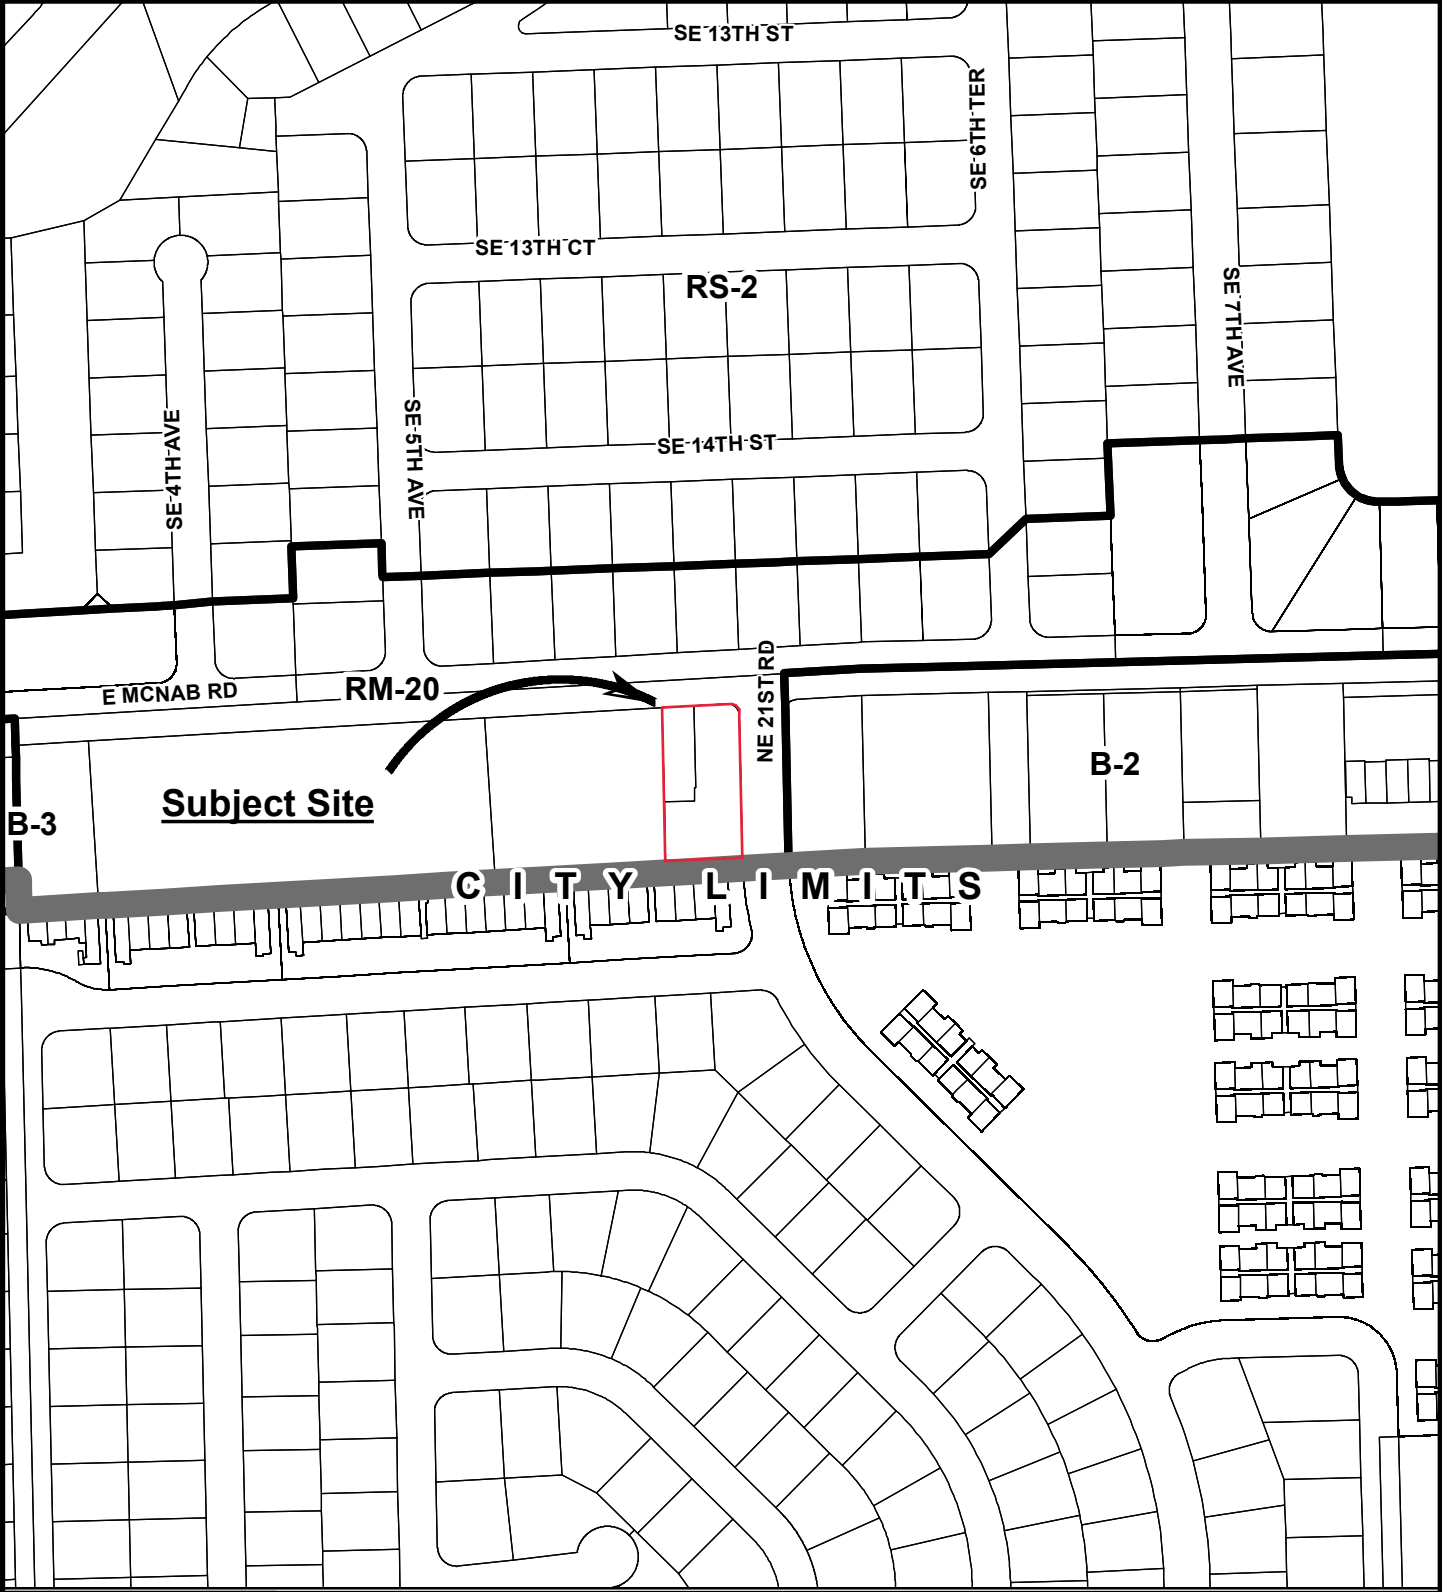 SE 13TH ST
SE 6TH TER
SE 13TH CT
RS-2
SE 7TH AVE
SE 4TH AVE
SE 5TH AVE
SE 14TH ST
E MCNAB RD
RM-20
NE 21ST RD
B-2
Subject Site
B-3
CITY LIMITS